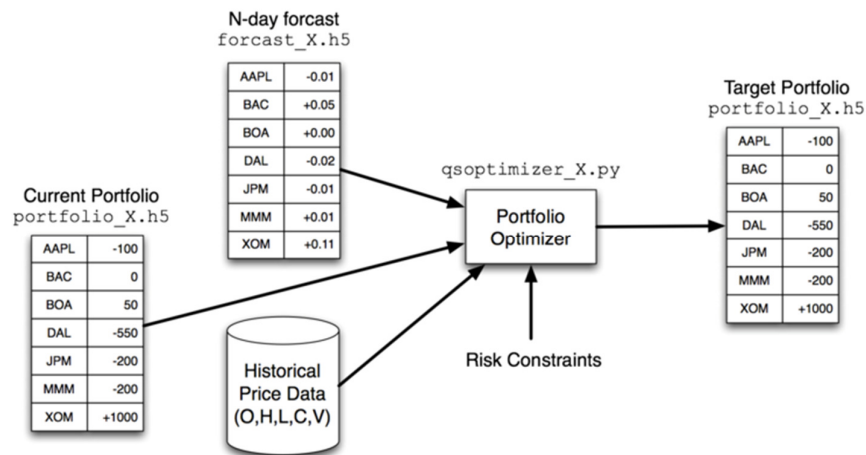 N-day forcast
forcast_X.h5
AAPL -0.01
BAC +0.05
BOA +0.00
DAL -0.02
JPM -0.01
MMM +0.01
XOM +0.11
Current Portfolio
portfolio_X.h5
AAPL -100
BAC 0
BOA 50
DAL -550
JPM -200
MMM -200
XOM +1000
Historical
Price Data
(O,H,L,C,V)
qsoptimizer_X.py
Portfolio
Optimizer
Risk Constraints
Target Portfolio
portfolio_X.h5
AAPL -100
BAC 0
BOA 50
DAL -550
JPM -200
MMM -200
XOM +1000